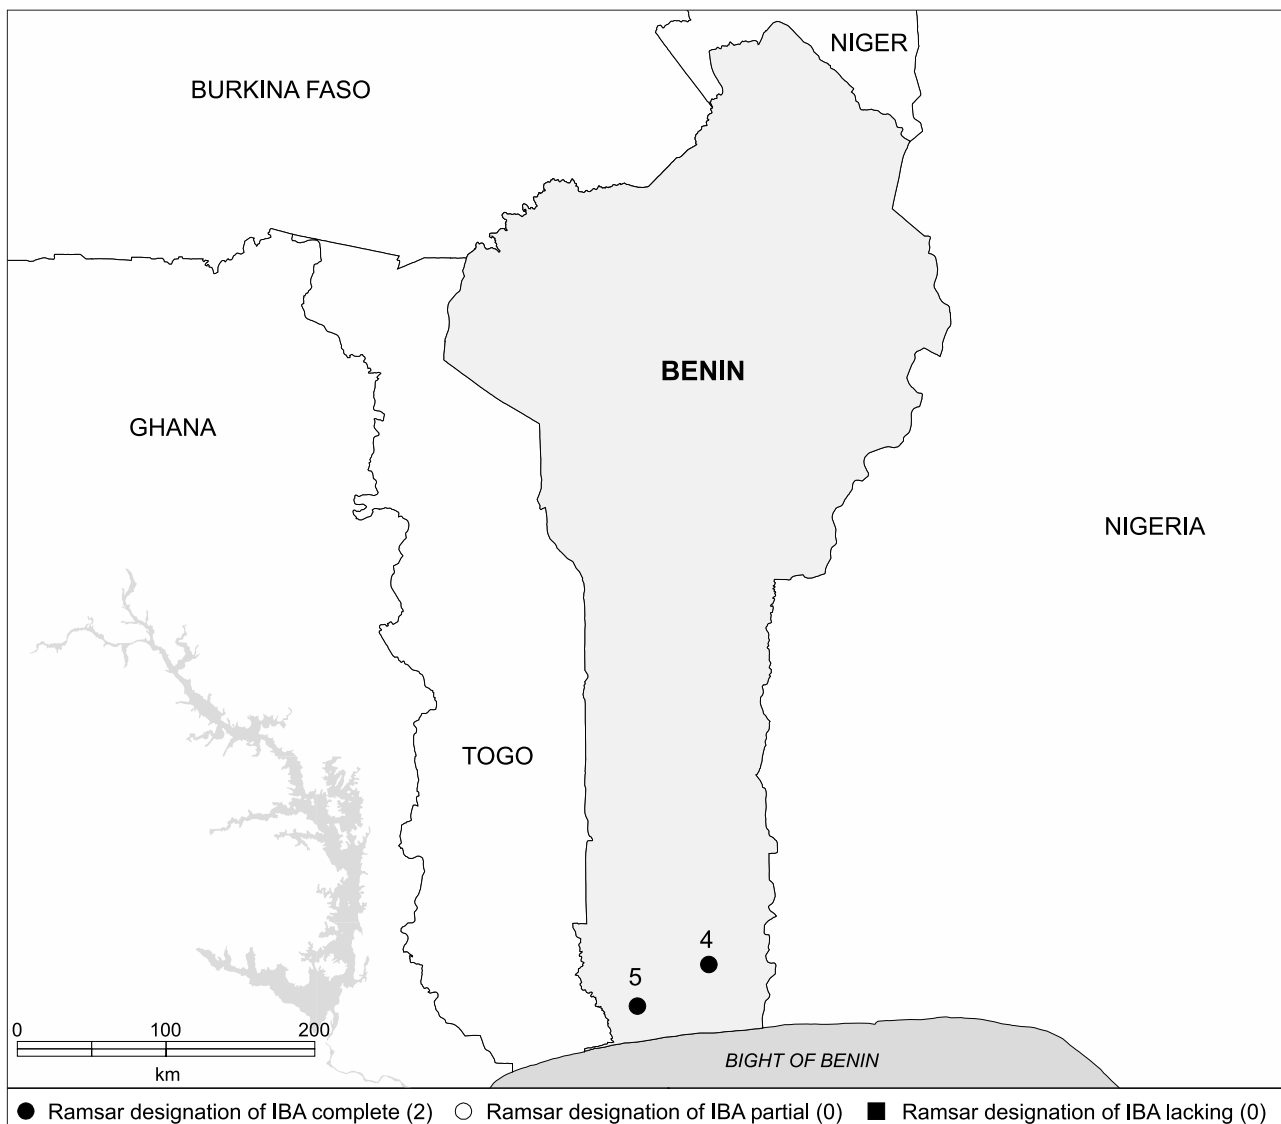 NIGER
BURKINA FASO
BENIN
GHANA
NIGERIA
TOGO
4
5
0 100 200
km
BIGHT OF BENIN
Ramsar designation of IBA complete (2) Ramsar designation of IBA partial (0) Ramsar designation of IBA lacking (0)